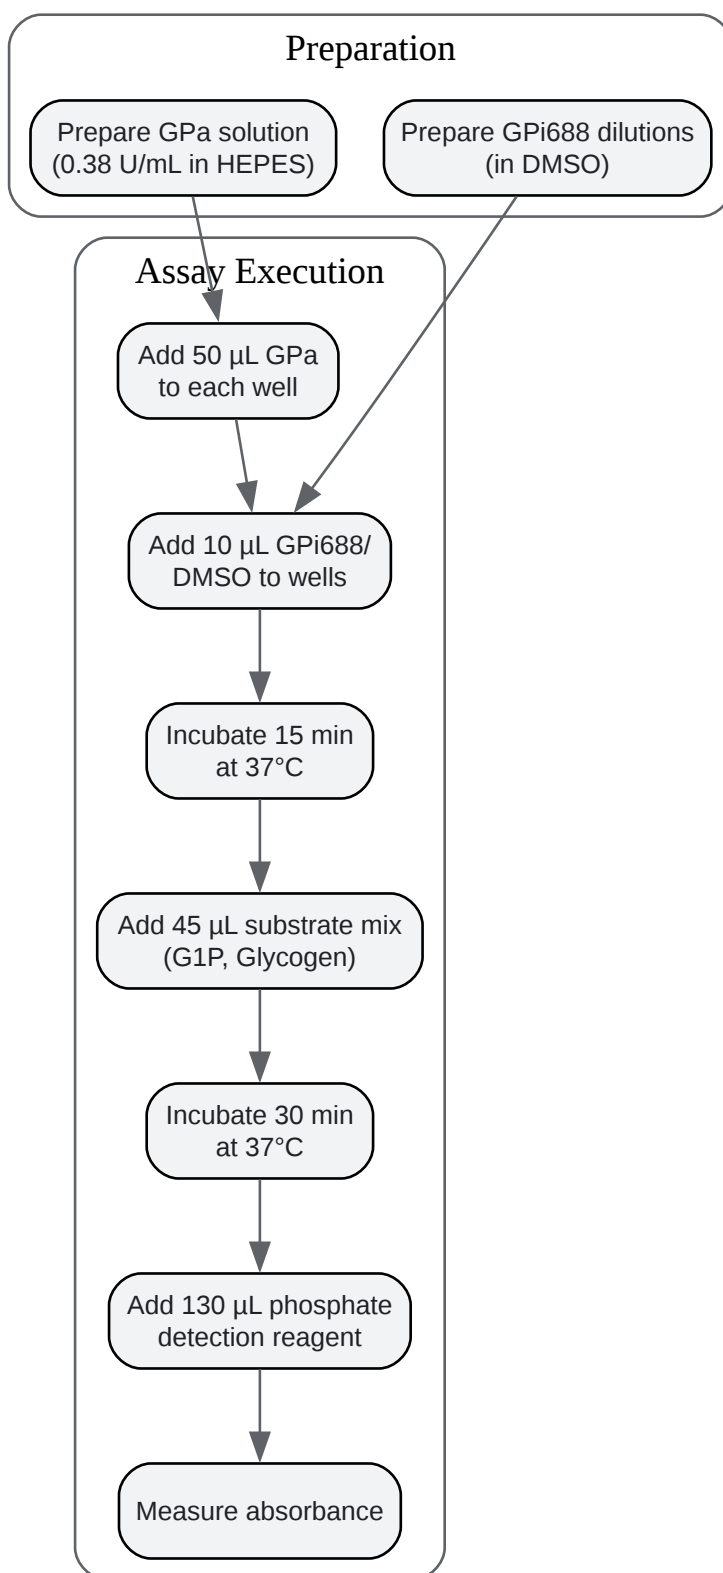 Preparation
Prepare GPa solution
(0.38 U/mL in HEPES)
Prepare GPi688 dilutions
(in DMSO)
Assay Execution
Add 50 µL GPa
to each well
Add 10 µL GPi688/
DMSO to wells
Incubate 15 min
at 37°C
Add 45 µL substrate mix
(G1P, Glycogen)
Incubate 30 min
at 37°C
Add 130 µL phosphate
detection reagent
Measure absorbance